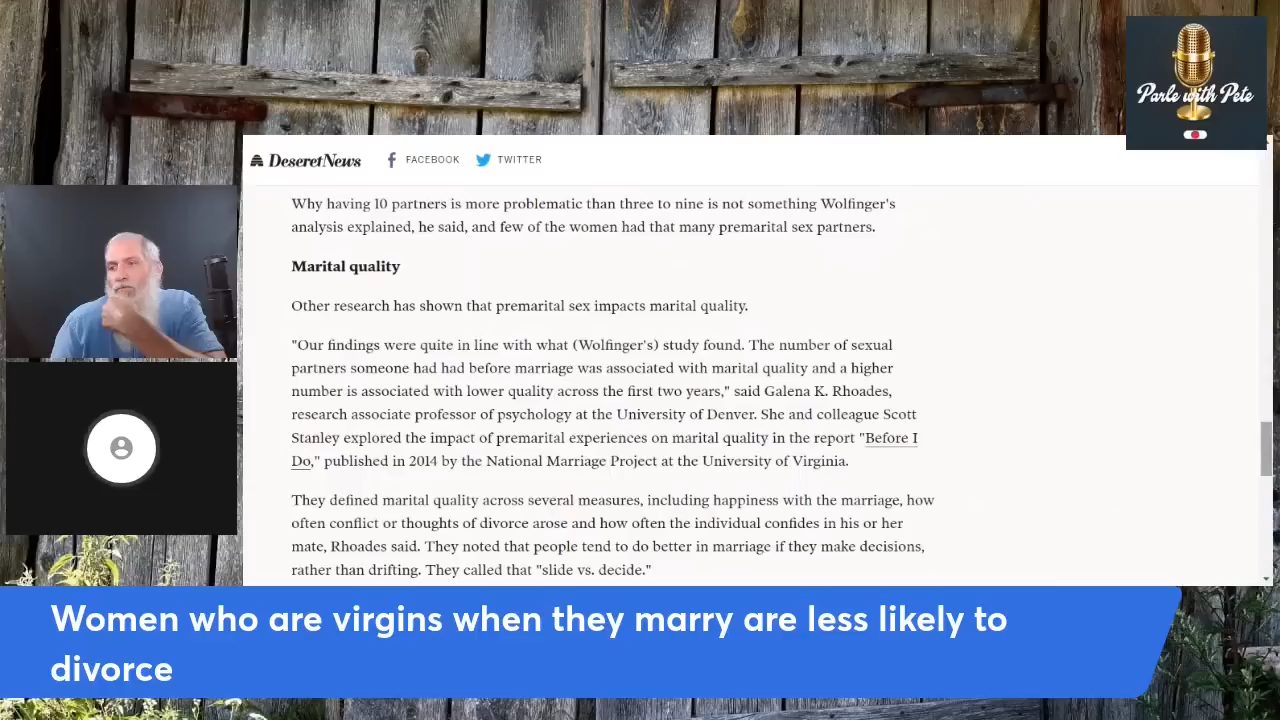 Parle with Pete
DeseretNews
FACEBOOK
TWITTER
Why having 10 partners is more problematic than three to nine is not something Wolfinger's
analysis explained, he said, and few of the women had that many premarital sex partners.
Marital quality
Other research has shown that premarital sex impacts marital quality.
"Our findings were quite in line with what (Wolfinger's) study found. The number of sexual
partners someone had had before marriage was associated with marital quality and a higher
number is associated with lower quality across the first two years," said Galena K. Rhoades,
research associate professor of psychology at the University of Denver. She and colleague Scott
Stanley explored the impact of premarital experiences on marital quality in the report "Before I
Do," published in 2014 by the National Marriage Project at the University of Virginia.
They defined marital quality across several measures, including happiness with the marriage, how
often conflict or thoughts of divorce arose and how often the individual confides in his or her
mate, Rhoades said. They noted that people tend to do better in marriage if they make decisions,
rather than drifting. They called that "slide vs. decide."
Women who are virgins when they marry are less likely to
divorce